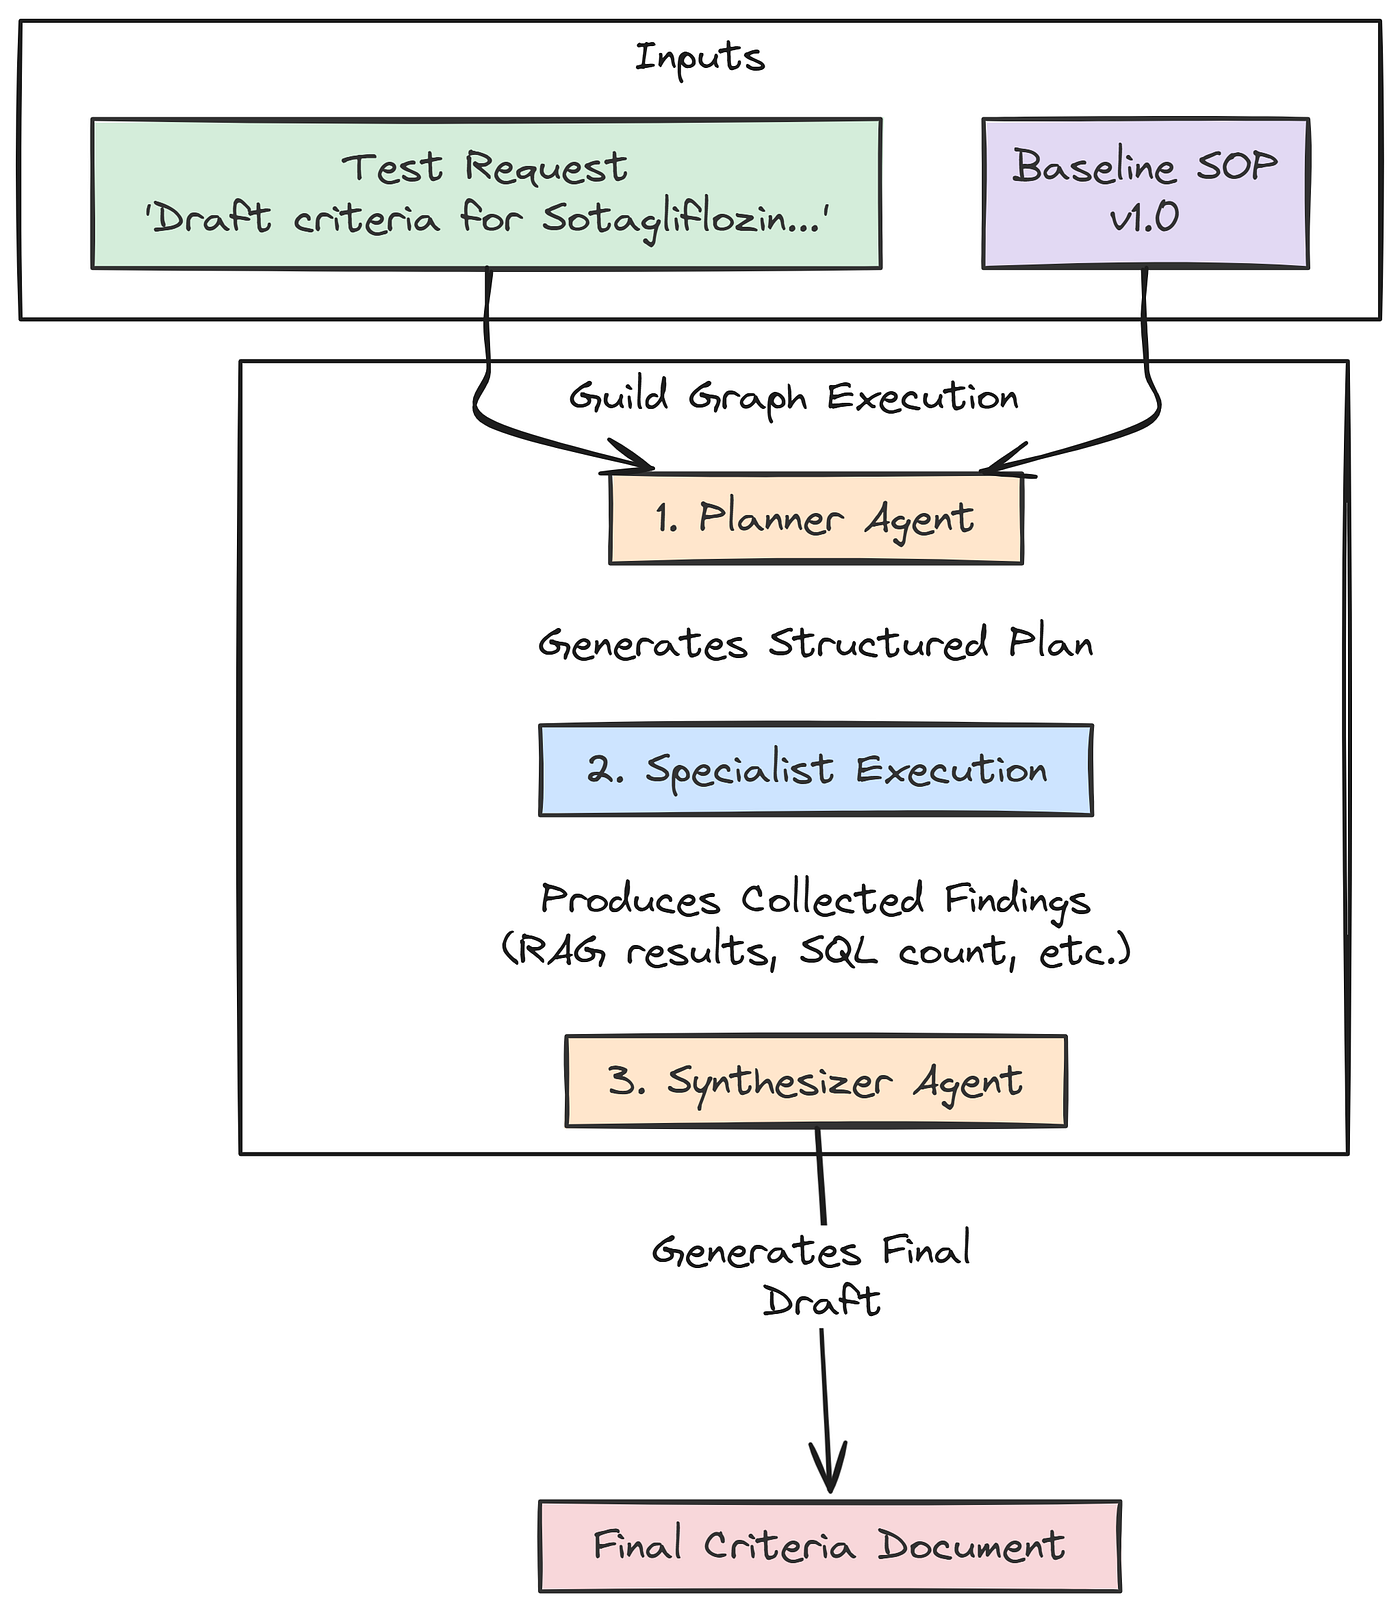 Inputs
Test Request
'Draft criteria for Sotagliflozin...'
Baseline SOP
v1.0
Guild Graph Execution
1. Planner Agent
Generates Structured Plan
2. Specialist Execution
Produces Collected Findings
(RAG results, SQL count, etc.)
3. Synthesizer Agent
Generates Final
Draft
Final Criteria Document